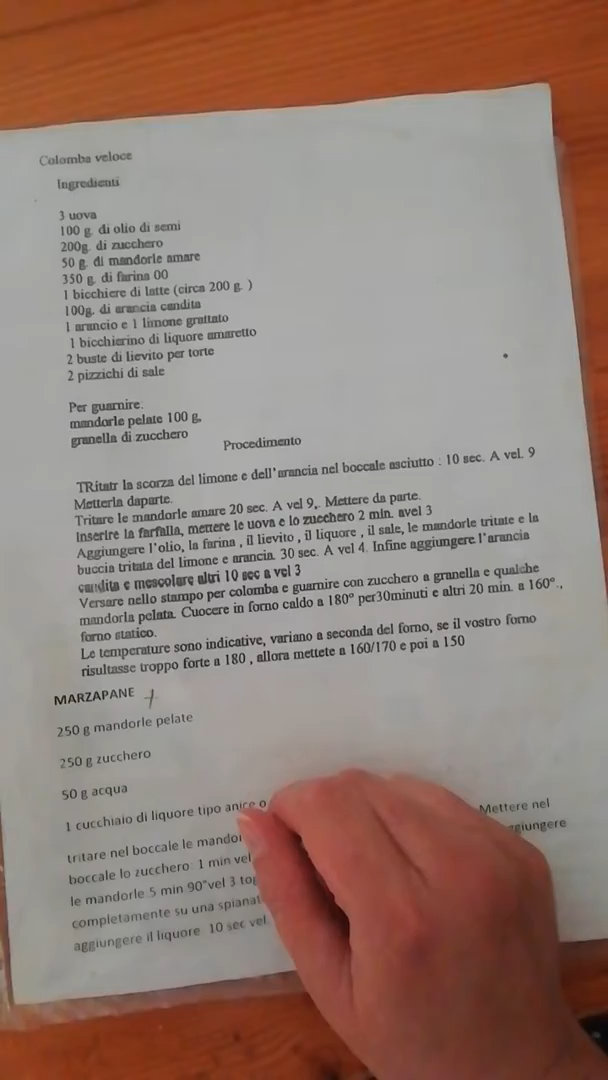 Colomba veloce
Ingredienti
3 uova
100 g. di olio di semi
200g. di zucchero
50 g. di mandorle amare
350 g. di farina 00
1 bicchiere di latte (circa 200 g. )
100g. di arancia candita
1 arancio e 1 limone grattato
1 bicchierino di liquore amaretto
2 buste di lievito per torte
2 pizzichi di sale
Per guarnire:
mandorle pelate 100 g,
granella di zucchero
Procedimento
TRitatr la scorza del limone e dell'arancia nel boccale asciutto : 10 sec. A vel. 9
Metterla daparte.
Tritare le mandorle amare 20 sec. A vel 9,. Mettere da parte.
Inserire la farfalla, mettere le uova e lo zucchero 2 min. avel 3
Aggiungere l'olio, la farina , il lievito , il liquore , il sale, le mandorle tritate e la
buccia tritata del limone e arancia. 30 sec. A vel 4. Infine aggiungere l'arancia
candita e mescolare altri 10 sec a vel 3
Versare nello stampo per colomba e guarnire con zucchero a granella e qualche
mandorla pelata. Cuocere in forno caldo a 180° per30minuti e altri 20 min. a 160°.,
forno statico.
Le temperature sono indicative, variano a seconda del forno, se il vostro forno
risultasse troppo forte a 180 , allora mettete a 160/170 e poi a 150
MARZAPANE
250 g mandorle pelate
250 g zucchero
50 g acqua
1 cucchiaio di liquore tipo anice o
tritare nel boccale le Mettere nel
boccale lo zucchero 1 min vel
le mandorle 5 min 90°vel 3
completamente su una
aggiungere il liquore 10 sec vel